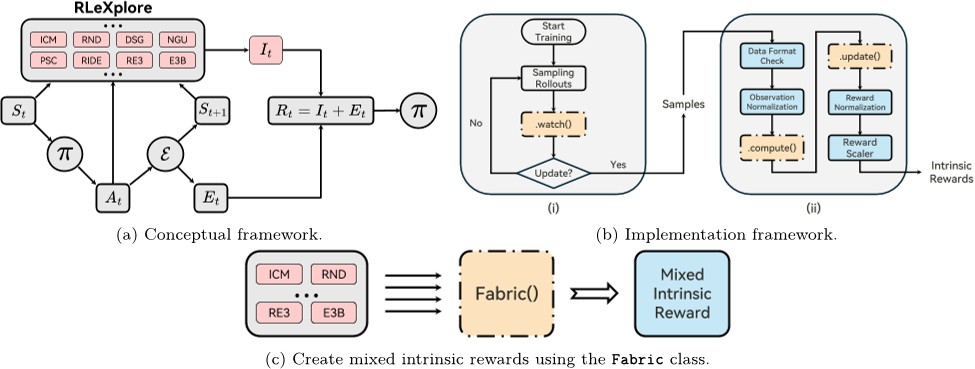 RLeXplore
ICM RND DSG NGU
PSC RIDE RE3 E3B
I_t
S_t
S_{t+1}
R_t = I_t + E_t
π
π
ℰ
A_t
E_t
(a) Conceptual framework.
Start
Training
Sampling
Rollouts
No
.watch()
Update?
Yes
(i)
Samples
Data Format
Check
Observation
Normalization
.compute()
.update()
Reward
Normalization
Reward
Scaler
Intrinsic
Rewards
(ii)
(b) Implementation framework.
ICM RND
RE3 E3B
Fabric()
Mixed
Intrinsic
Reward
(c) Create mixed intrinsic rewards using the Fabric class.